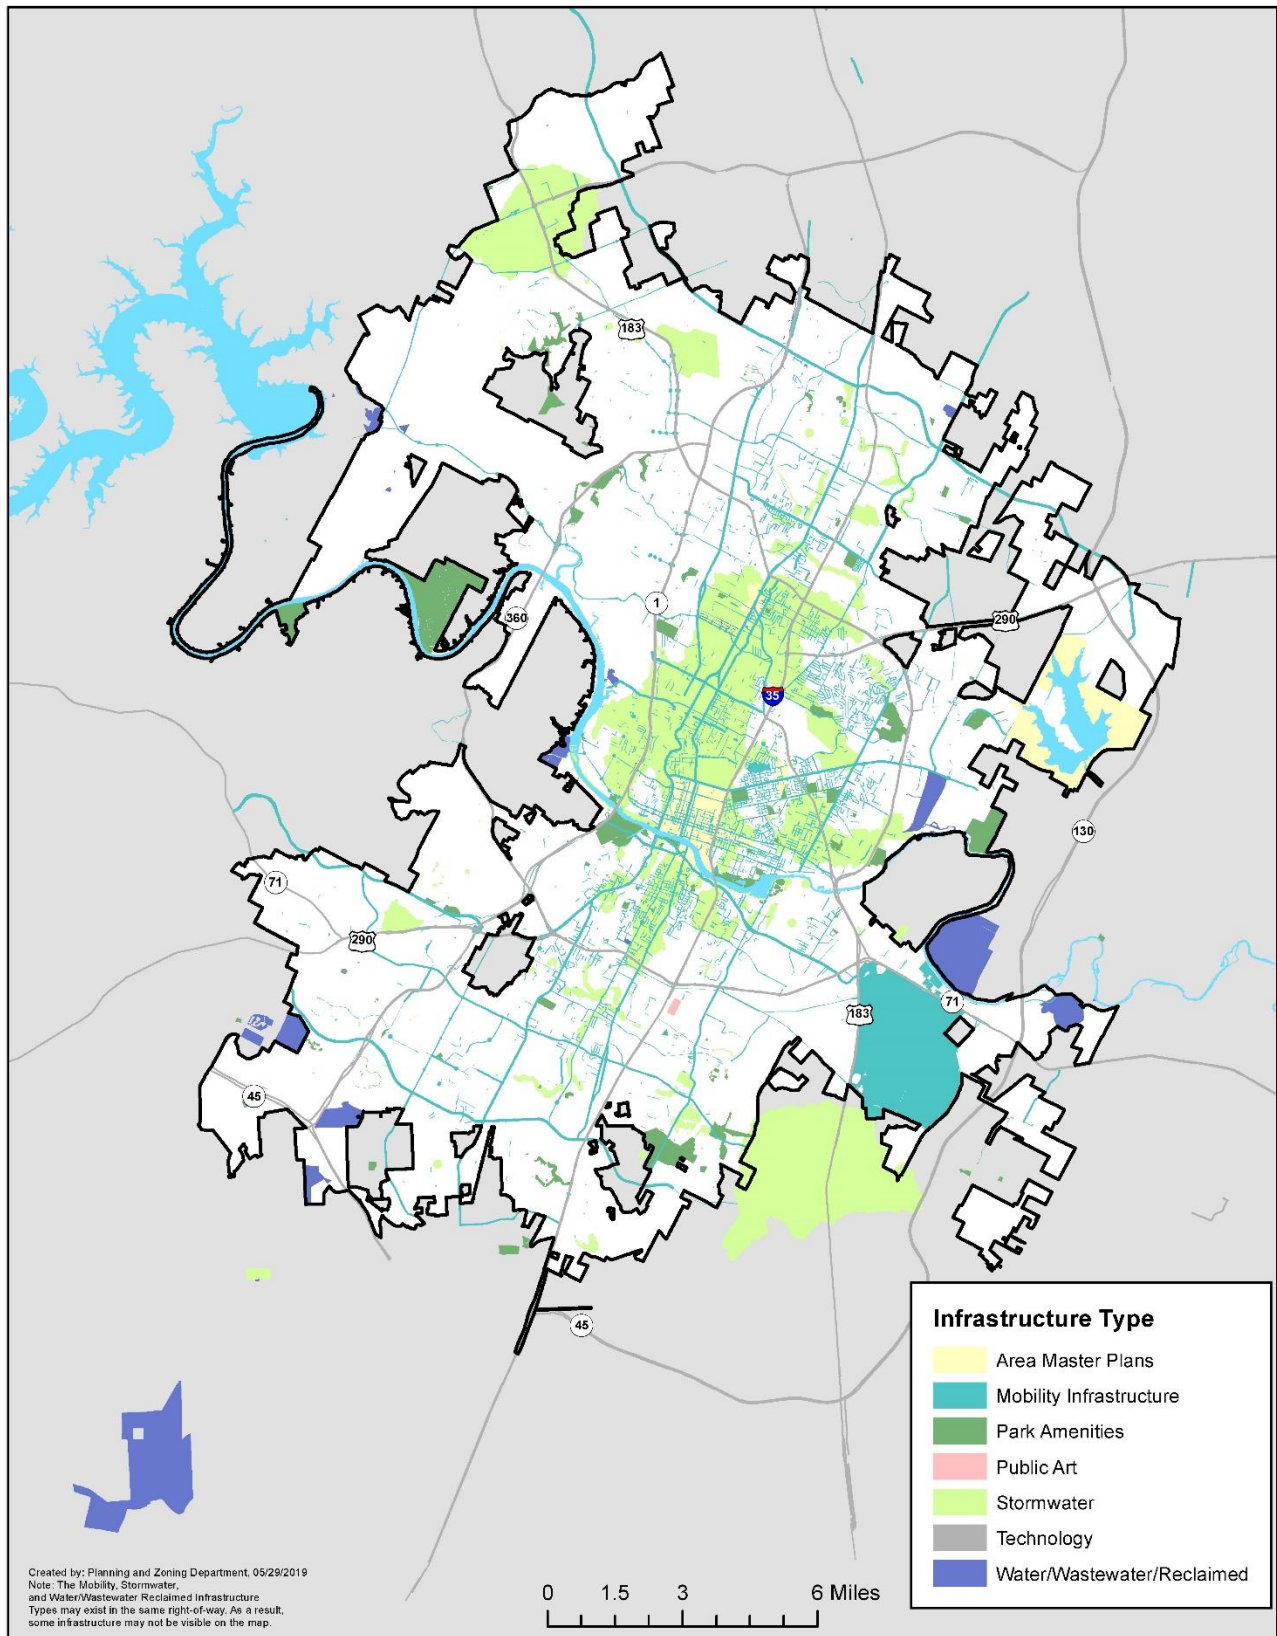 183
1
360
290
35
130
71
290
71
183
45
45
Infrastructure Type
Area Master Plans
Mobility Infrastructure
Park Amenities
Public Art
Stormwater
Technology
Water/Wastewater/Reclaimed
Created by: Planning and Zoning Department, 05/29/2019
Note: The Mobility, Stormwater,
and Water/Wastewater Reclaimed Infrastructure
Types may exist in the same right-of-way. As a result,
some infrastructure may not be visible on the map.
0 1.5 3 6 Miles